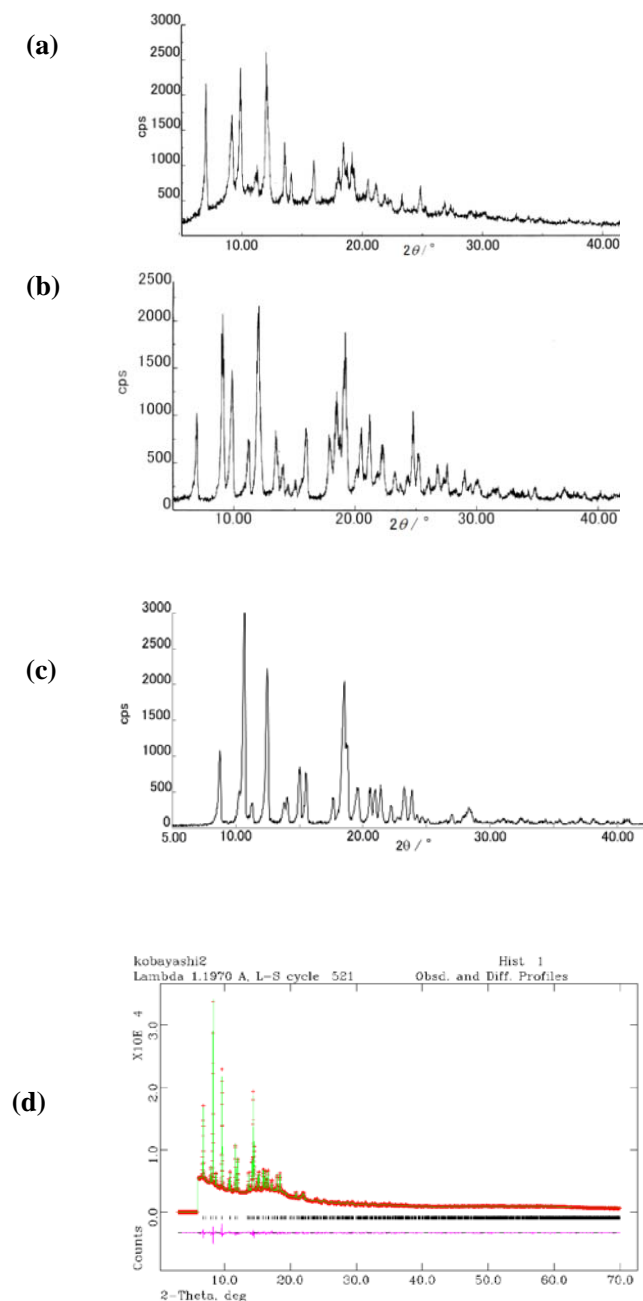 (a)
3000
2500
2000
1500
1000
500
cps
10.00 20.00 30.00 40.00
2θ/°
(b)
2500
2000
1500
1000
500
0
cps
10.00 20.00 30.00 40.00
2θ/°
(c)
3000
2500
2000
1500
1000
500
0
cps
5.00 10.00 20.00 30.00 40.00
2θ/°
(d)
kobayashi2 Hist 1
Lambda 1.1970 A, L-S cycle 521 Obsd. and Diff. Profiles
X10E 4
3.0
2.0
1.0
0.0
Counts
10.0 20.0 30.0 40.0 50.0 60.0 70.0
2-Theta, deg